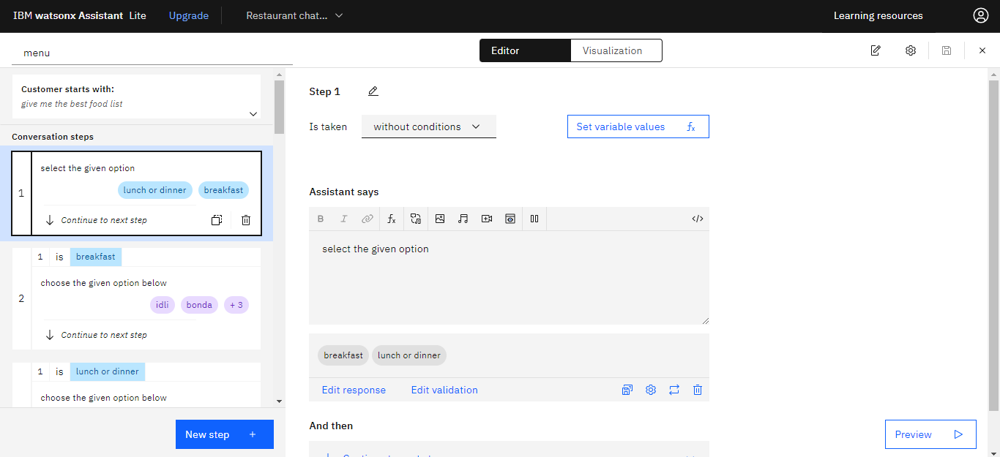 IBM watsonx Assistant Lite Upgrade Restaurant chat... Learning resources
menu
Editor Visualization
Customer starts with:
give me the best food list
Conversation steps
1
select the given option
lunch or dinner breakfast
Continue to next step
1 is breakfast
2
choose the given option below
idli bonda + 3
Continue to next step
1 is lunch or dinner
choose the given option below
New step +
Step 1
Is taken without conditions Set variable values fx
Assistant says
B I fx </>
select the given option
breakfast lunch or dinner
Edit response Edit validation
And then
Preview